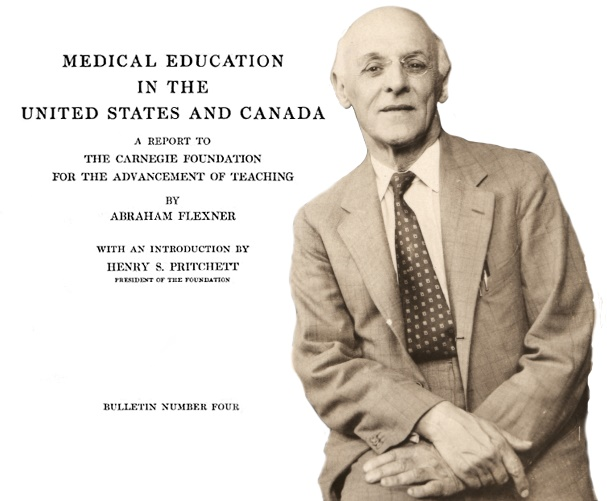 MEDICAL EDUCATION
IN THE
UNITED STATES AND CANADA
A REPORT TO
THE CARNEGIE FOUNDATION
FOR THE ADVANCEMENT OF TEACHING
BY
ABRAHAM FLEXNER
WITH AN INTRODUCTION BY
HENRY S. PRITCHETT
PRESIDENT OF THE FOUNDATION
BULLETIN NUMBER FOUR